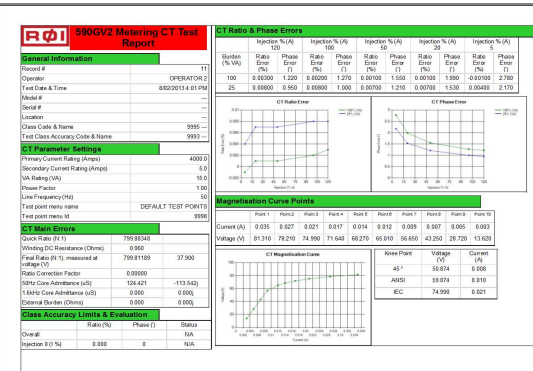 RΦI 590GV2 Metering CT Test Report
General Information
Record # 11
Operator OPERATOR 2
Test Date & Time 8/02/2013 4:01 PM
Model # ---
Serial # ---
Location ---
Class Code & Name 9995 ---
Test Class Accuracy Code & Name 9993 ---
CT Parameter Settings
Primary Current Rating (Amps) 4000.0
Secondary Current Rating (Amps) 5.0
VA Rating (VA) 15.0
Power Factor 1.00
Line Frequency (Hz) 50
Test point menu name DEFAULT TEST POINTS
Test point menu Id 9998
CT Main Errors
Quick Ratio (N:1) 799.88348
Winding DC Resistance (Ohms) 0.960
Final Ratio (N:1), measured at voltage (V) 799.81189 37.900
Ratio Correction Factor 0.00000
50Hz Core Admittance (uS) 124.421 -113.542j
1.6kHz Core Admittance (uS) 0.000 0.000j
External Burden (Ohms) 0.000 0.000j
Class Accuracy Limits & Evaluation
Ratio (%) Phase (') Status
Overall NA
Injection 0 (I %) 0.000 0 N/A
CT Ratio & Phase Errors
Injection % (A) 120 Injection % (A) 100 Injection % (A) 50 Injection % (A) 20 Injection % (A) 5
Burden (% VA) Ratio Error (%) Phase Error (') Ratio Error (%) Phase Error (') Ratio Error (%) Phase Error (') Ratio Error (%) Phase Error (') Ratio Error (%) Phase Error (')
100 0.00300 1.220 0.00200 1.270 0.00100 1.550 0.00100 1.990 -0.00100 2.780
25 0.00800 0.950 0.00800 1.000 0.00700 1.210 0.00700 1.530 0.00400 2.170
CT Ratio Error
CT Phase Error
Magnetisation Curve Points
Point 1 Point 2 Point 3 Point 4 Point 5 Point 6 Point 7 Point 8 Point 9 Point 10
Current (A) 0.035 0.027 0.021 0.017 0.014 0.012 0.009 0.007 0.005 0.003
Voltage (V) 81.310 78.210 74.990 71.640 68.270 65.010 56.650 43.250 28.720 13.620
CT Magnetisation Curve
Knee Point Voltage (V) Current (A)
45 ° 50.874 0.008
ANSI 59.074 0.010
IEC 74.990 0.021